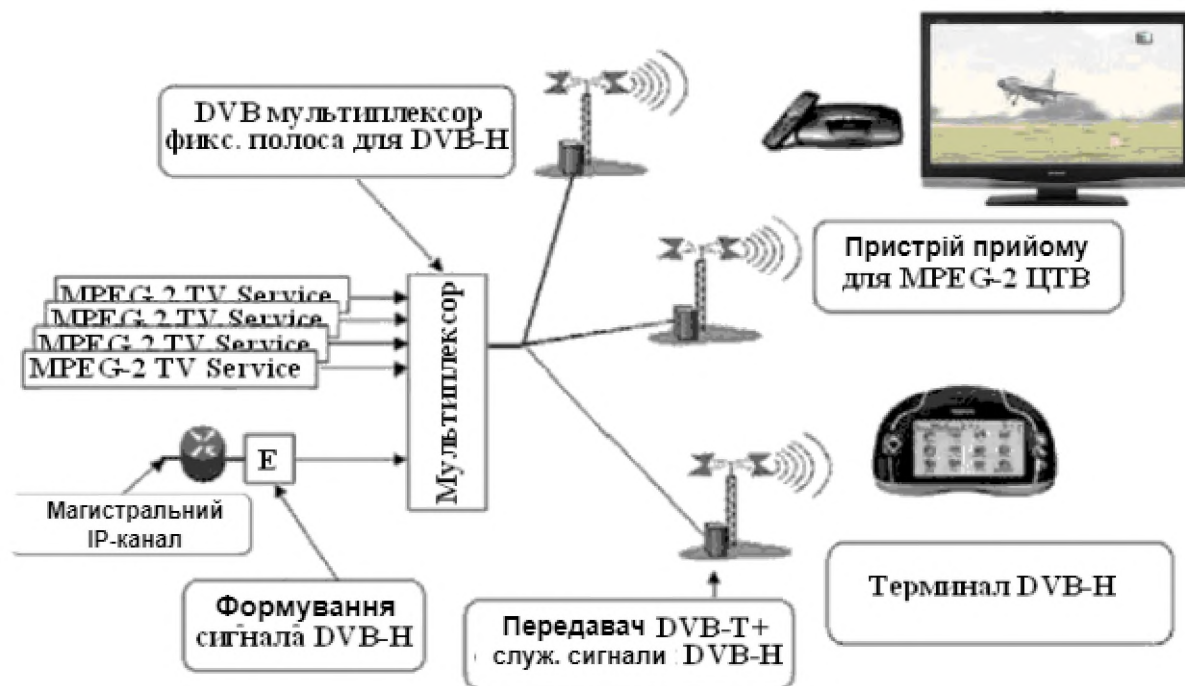 DVB мультиплексор
фикс. полоса для DVB-H
Пристрій прийому
для MPEG-2 ЦТВ
MPEG-2 TV Service
MPEG-2 TV Service
MPEG-2 TV Service
MPEG-2 TV Service
Мультиплексор
E
Магистральний
IP-канал
Формування
сигнала DVB-H
Передавач DVB-T+
служ. сигнали : DVB-H
Терминал DVB-H